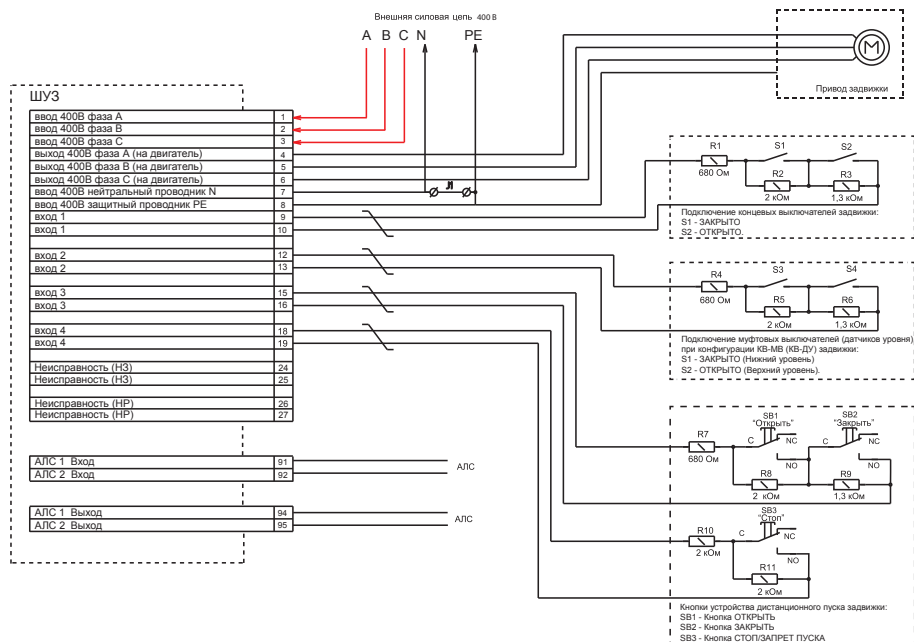 Внешняя силовая цепь 400 В
A B C N PE
M
Привод задвижки
ШУЗ
ввод 400В фаза А 1
ввод 400В фаза В 2
ввод 400В фаза С 3
выход 400В фаза А (на двигатель) 4
выход 400В фаза В (на двигатель) 5
выход 400В фаза С (на двигатель) 6
ввод 400В нейтральный проводник N 7
ввод 400В защитный проводник PE 8
вход 1 9
вход 1 10
вход 2 12
вход 2 13
вход 3 15
вход 3 16
вход 4 18
вход 4 19
Неисправность (НЗ) 24
Неисправность (НЗ) 25
Неисправность (НР) 26
Неисправность (НР) 27
АЛС 1 Вход 91
АЛС 2 Вход 92
АЛС
АЛС 1 Выход 94
АЛС 2 Выход 95
АЛС
R1 S1 S2
680 Ом R2 R3
2 кОм 1,3 кОм
Подключение концевых выключателей задвижки:
S1 - ЗАКРЫТО
S2 - ОТКРЫТО.
R4 S3 S4
680 Ом R5 R6
2 кОм 1,3 кОм
Подключение муфтовых выключателей (датчиков уровня)
при конфигурации КВ-МВ (КВ-ДУ) задвижки:
S1 - ЗАКРЫТО (Нижний уровень)
S2 - ОТКРЫТО (Верхний уровень).
SB1 SB2
"Открыть" "Закрыть"
R7 C NC C NC
680 Ом NO NO
R8 R9
2 кОм 1,3 кОм
SB3
"Стоп"
R10 C NC
2 кОм NO
R11
2 кОм
Кнопки устройства дистанционного пуска задвижки:
SB1 - Кнопка ОТКРЫТЬ
SB2 - Кнопка ЗАКРЫТЬ
SB3 - Кнопка СТОП/ЗАПРЕТ ПУСКА